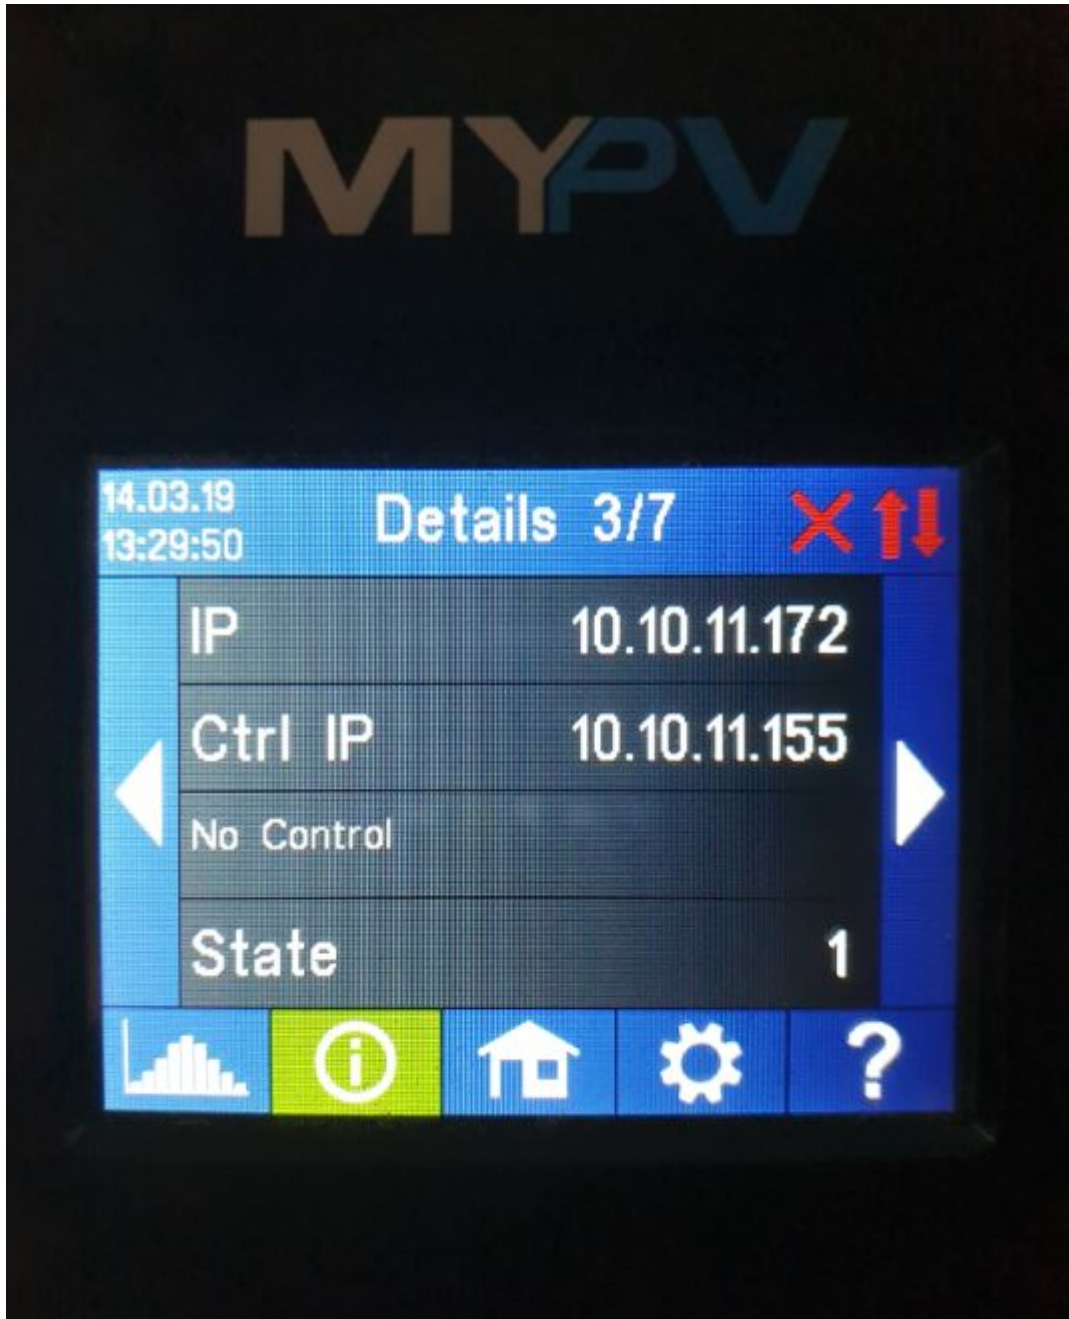 MYPV
14.03.19
13:29:50
Details 3/7
IP 10.10.11.172
Ctrl IP 10.10.11.155
No Control
State 1
?